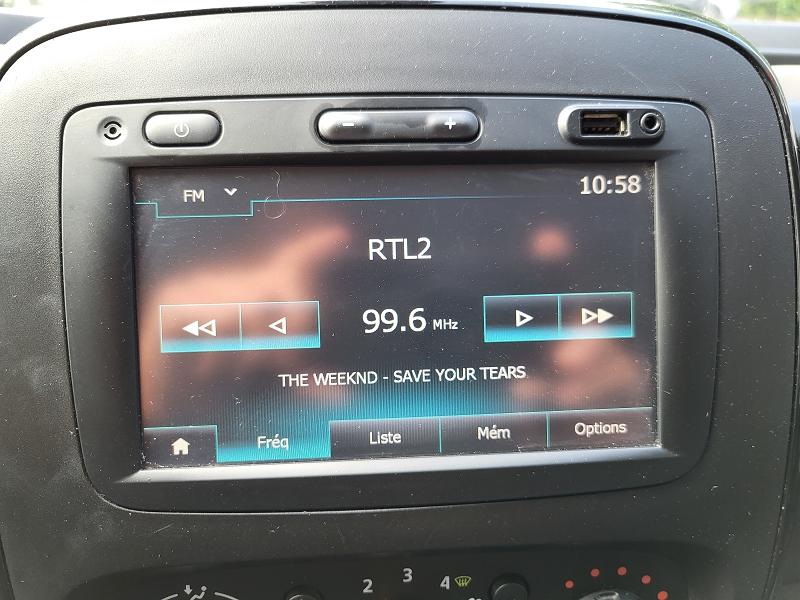 - +
FM 10:58
RTL2
99.6 MHz
THE WEEKND - SAVE YOUR TEARS
Fréq Liste Mém Options
2 3 4